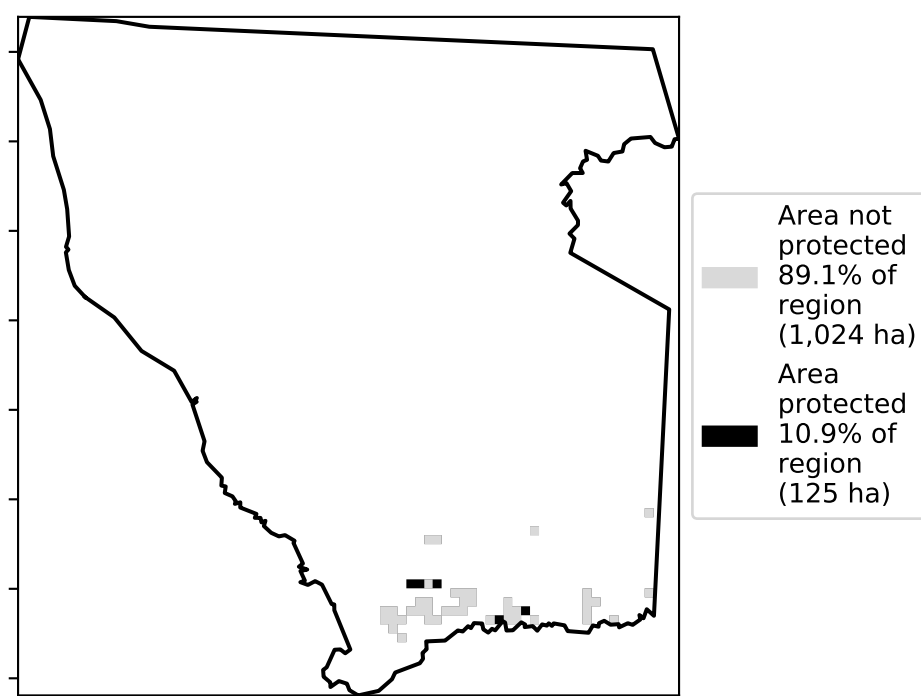 Area not
protected
89.1% of
region
(1,024 ha)
Area
protected
10.9% of
region
(125 ha)